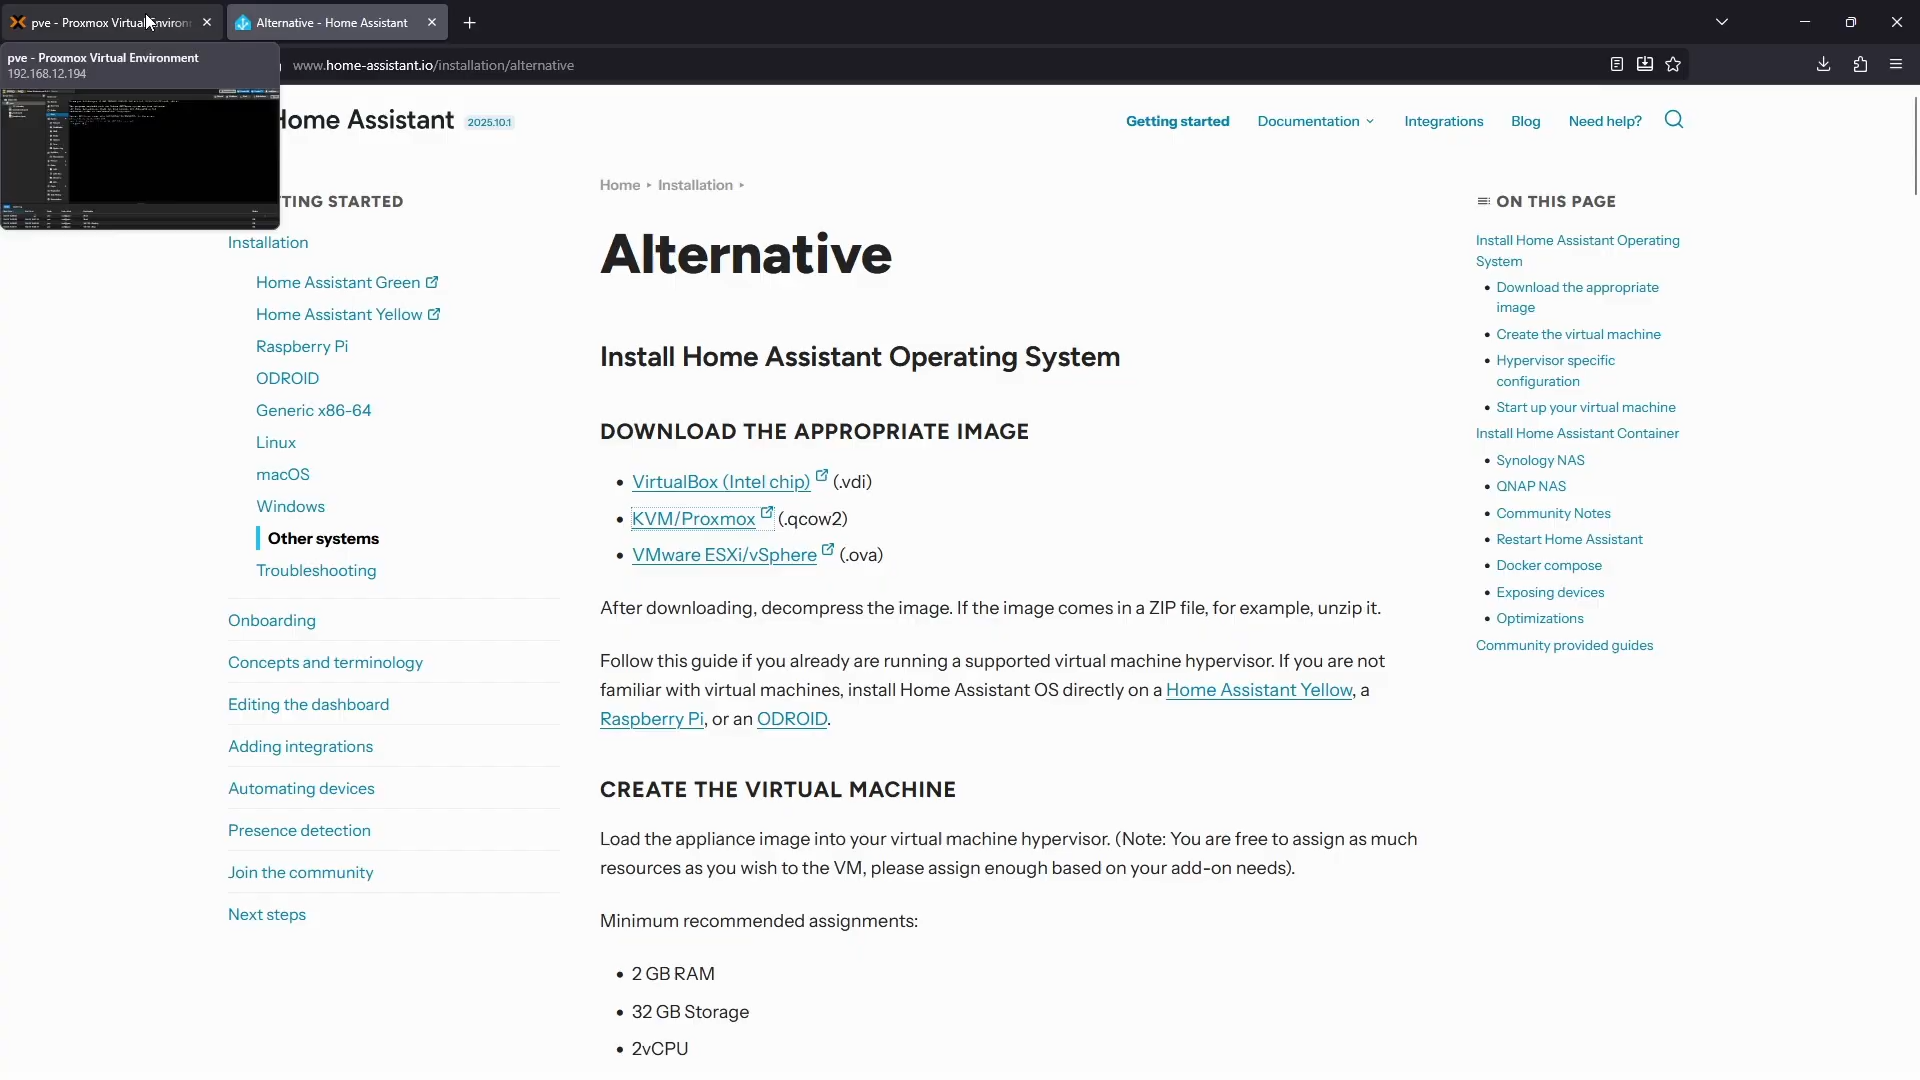 pve - Proxmox Virtual Environ
Alternative - Home Assistant
pve - Proxmox Virtual Environment
192.168.12.194
www.home-assistant.io/installation/alternative
Home Assistant 2025.10.1
Getting started
Documentation
Integrations
Blog
Need help?
TING STARTED
Installation
Home Assistant Green
Home Assistant Yellow
Raspberry Pi
ODROID
Generic x86-64
Linux
macOS
Windows
Other systems
Troubleshooting
Onboarding
Concepts and terminology
Editing the dashboard
Adding integrations
Automating devices
Presence detection
Join the community
Next steps
Home ▸ Installation ▸
Alternative
Install Home Assistant Operating System
DOWNLOAD THE APPROPRIATE IMAGE
• VirtualBox (Intel chip) (.vdi)
• KVM/Proxmox (.qcow2)
• VMware ESXi/vSphere (.ova)
After downloading, decompress the image. If the image comes in a ZIP file, for example, unzip it.
Follow this guide if you already are running a supported virtual machine hypervisor. If you are not
familiar with virtual machines, install Home Assistant OS directly on a Home Assistant Yellow, a
Raspberry Pi, or an ODROID.
CREATE THE VIRTUAL MACHINE
Load the appliance image into your virtual machine hypervisor. (Note: You are free to assign as much
resources as you wish to the VM, please assign enough based on your add-on needs).
Minimum recommended assignments:
• 2 GB RAM
• 32 GB Storage
• 2vCPU
ON THIS PAGE
Install Home Assistant Operating
System
• Download the appropriate
image
• Create the virtual machine
• Hypervisor specific
configuration
• Start up your virtual machine
Install Home Assistant Container
• Synology NAS
• QNAP NAS
• Community Notes
• Restart Home Assistant
• Docker compose
• Exposing devices
• Optimizations
Community provided guides